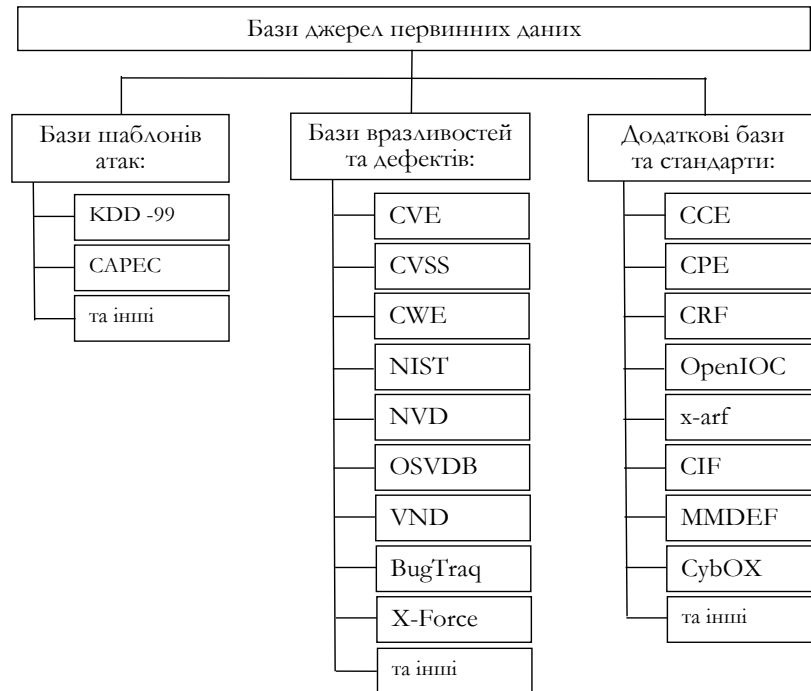 Бази джерел первинних даних
Бази шаблонів
атак:
KDD -99
CAPEC
та інші
Бази вразливостей
та дефектів:
CVE
CVSS
CWE
NIST
NVD
OSVDB
VND
BugTraq
X-Force
та інші
Додаткові бази
та стандарти:
CCE
CPE
CRF
OpenIOC
x-arf
CIF
MMDEF
CybOX
та інші